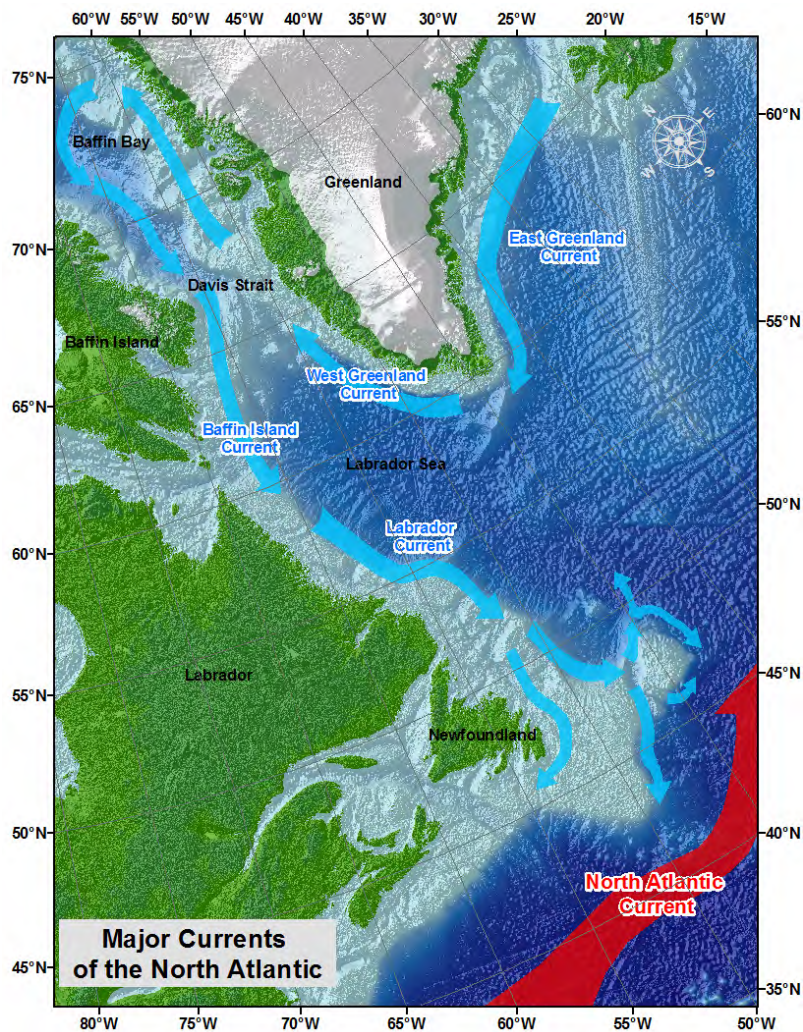 60°W 55°W 50°W 45°W 40°W 35°W 30°W 25°W 20°W 15°W
75°N
60°N
N E
W S
Baffin Bay
Greenland
East Greenland
Current
70°N
Davis Strait
55°N
Baffin Island
West Greenland
Current
65°N
Baffin Island
Current
Labrador Sea
50°N
Labrador
Current
60°N
Labrador
45°N
55°N
Newfoundland
50°N
40°N
North Atlantic
Current
Major Currents
of the North Atlantic
45°N
35°N
80°W 75°W 70°W 65°W 60°W 55°W 50°W